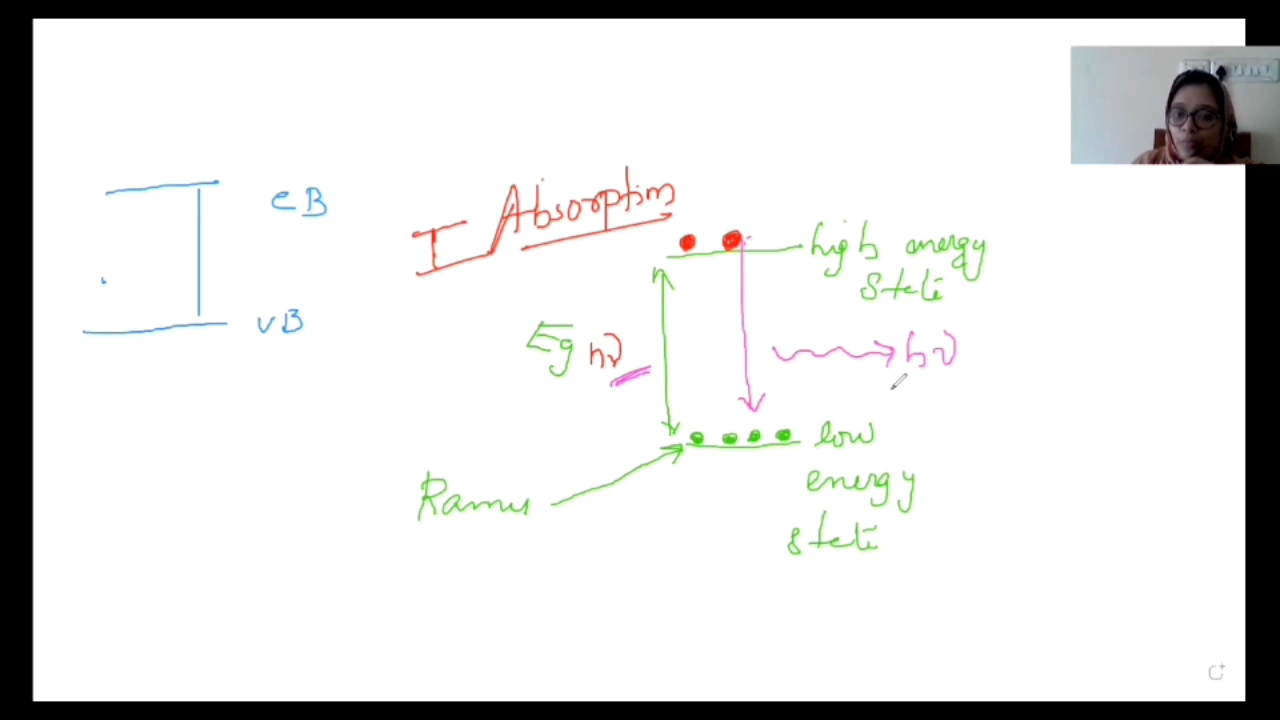 CB
VB
I Absorption
high energy
state
Eg hν
hν
low
energy
state
Ramu